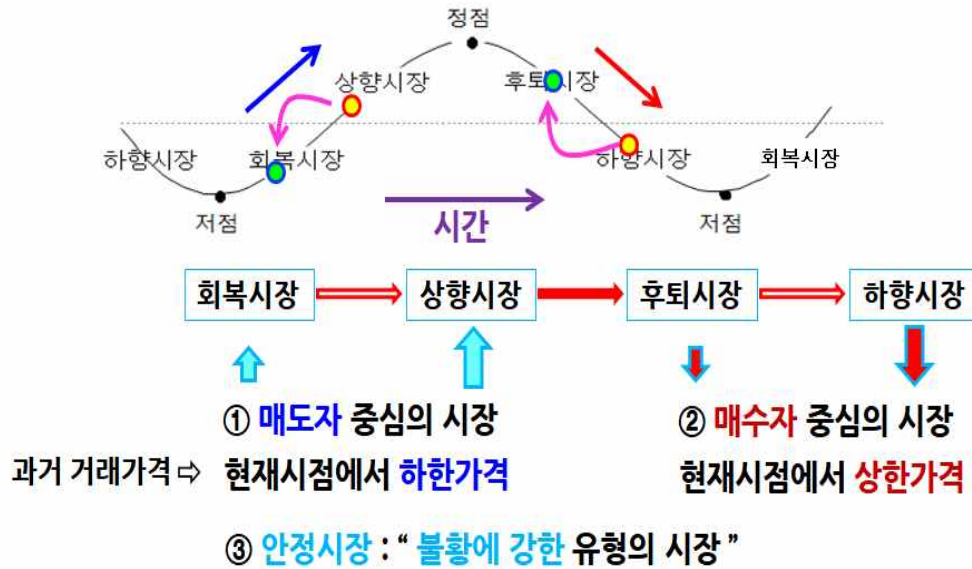 정점
상향시장
후퇴시장
하향시장
회복시장
하향시장
회복시장
저점
저점
시간
회복시장
상향시장
후퇴시장
하향시장
① 매도자 중심의 시장
② 매수자 중심의 시장
과거 거래가격 ⇨
현재시점에서 하한가격
현재시점에서 상한가격
③ 안정시장 : “ 불황에 강한 유형의 시장 ”